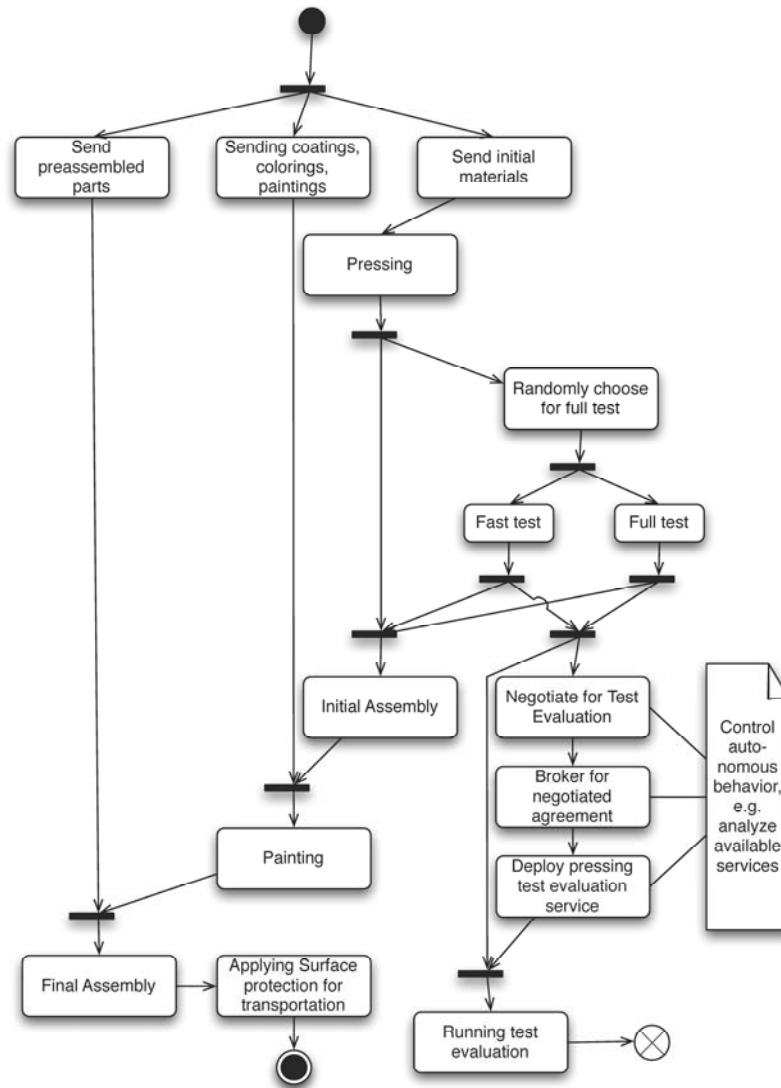 Send
preassembled
parts
Sending coatings,
colorings,
paintings
Send initial
materials
Pressing
Randomly choose
for full test
Fast test
Full test
Initial Assembly
Negotiate for Test
Evaluation
Control
auto-
nomous
behavior,
e.g.
analyze
available
services
Broker for
negotiated
agreement
Painting
Deploy pressing
test evaluation
service
Final Assembly
Applying Surface
protection for
transportation
Running test
evaluation